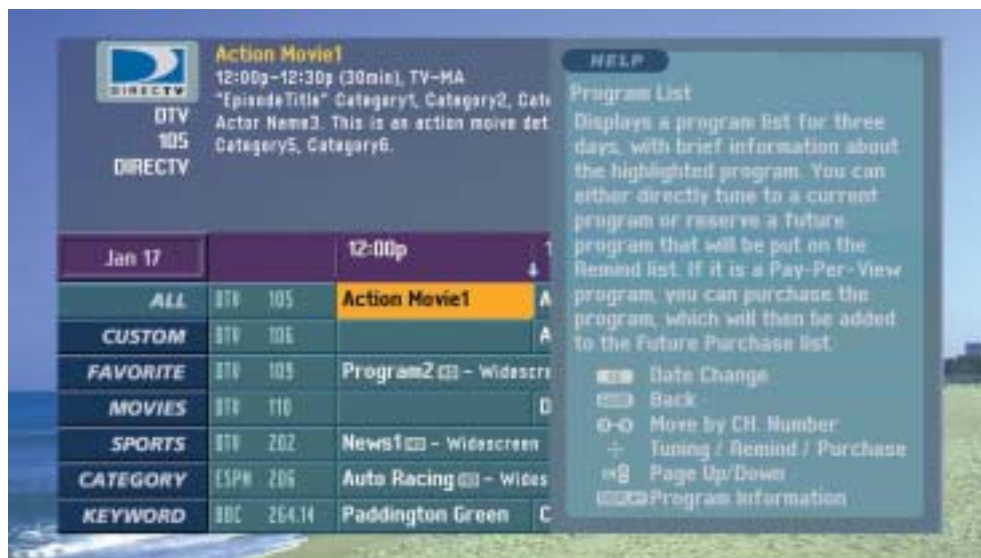 DIRECTV
DTV
105
DIRECTV
Action Movie1
12:00p-12:30p (30min), TV-MA
"EpisodeTitle" Category1, Category2, Cate
Actor Name3. This is an action moive det
Category5, Category6.
Jan 17
12:00p
1
ALL DTV 105 Action Movie1 A
CUSTOM DTV 106 A
FAVORITE DTV 109 Program2 - Widescre
MOVIES DTV 110 D
SPORTS DTV 202 News1 - Widescreen
CATEGORY ESPN 206 Auto Racing - Wides
KEYWORD BBC 264.14 Paddington Green C
HELP
Program List
Displays a program list for three
days, with brief information about
the highlighted program. You can
either directly tune to a current
program or reserve a future
program that will be put on the
Remind list. If it is a Pay-Per-View
program, you can purchase the
program, which will then be added
to the Future Purchase list.
Date Change
Back
0-0 Move by CH. Number
Tuning / Remind / Purchase
Page Up/Down
Program Information